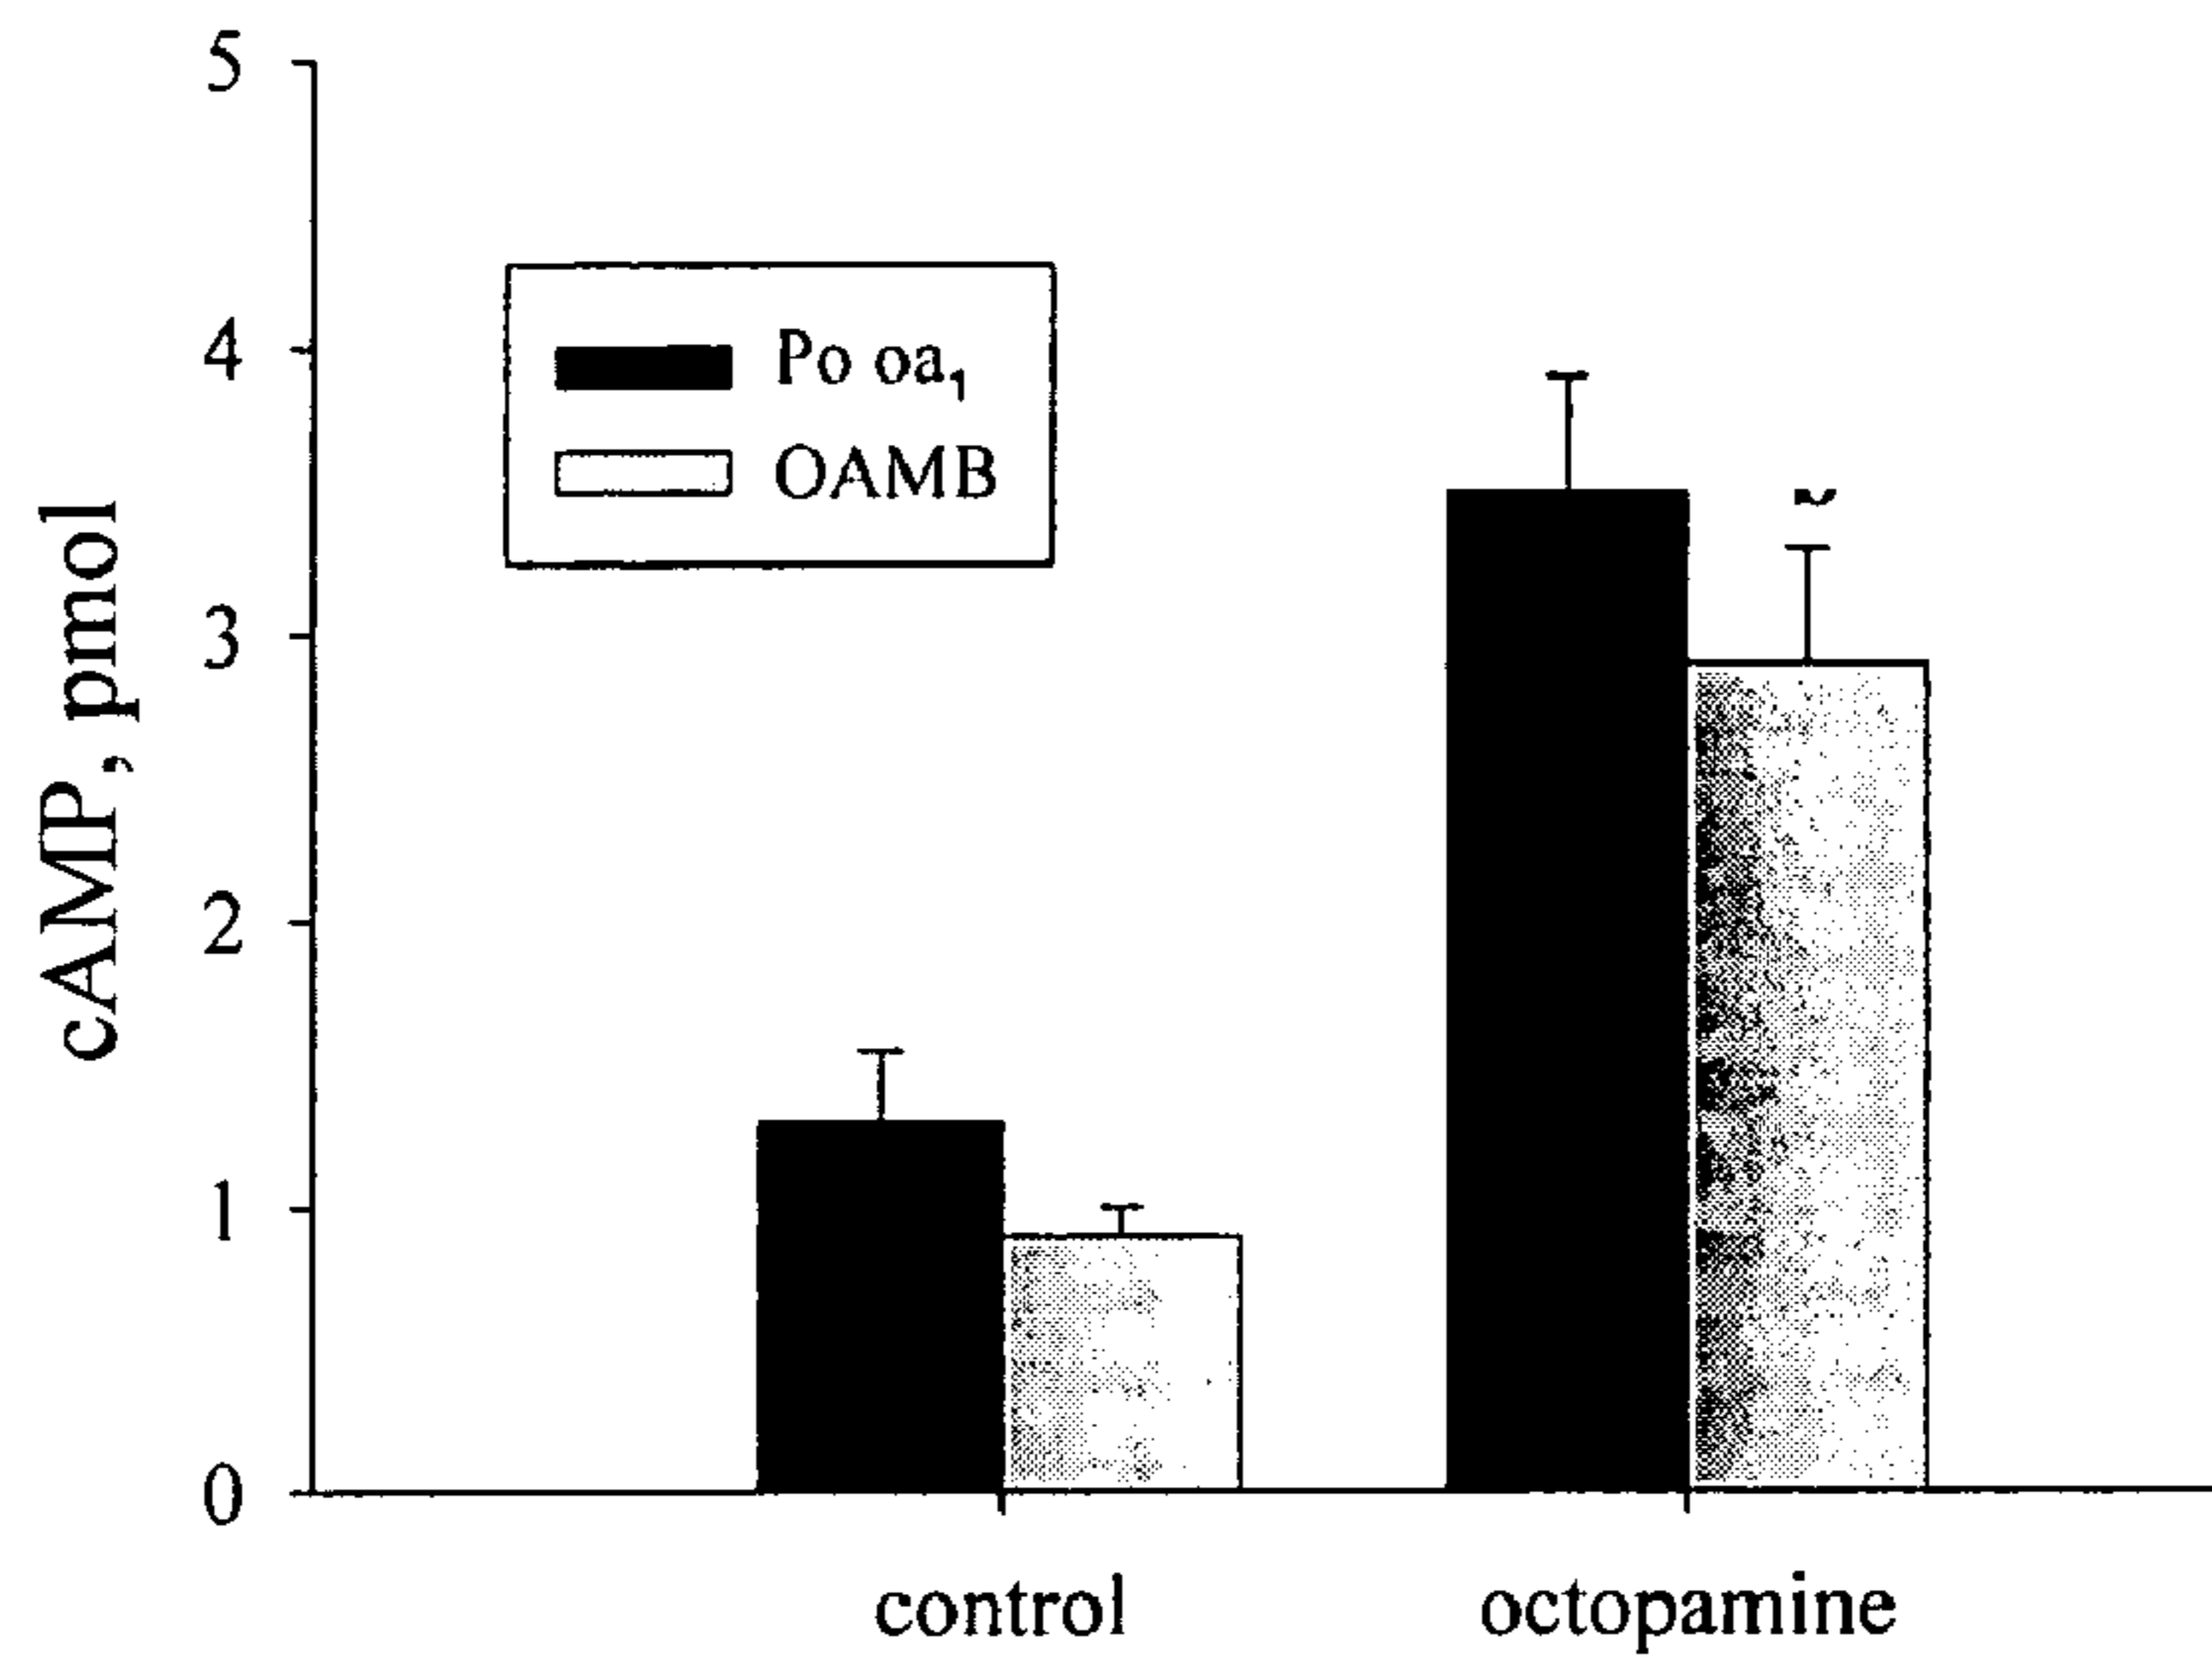 cAMP, pmol
5
4
3
2
1
0
Po oa₁
OAMB
control
octopamine